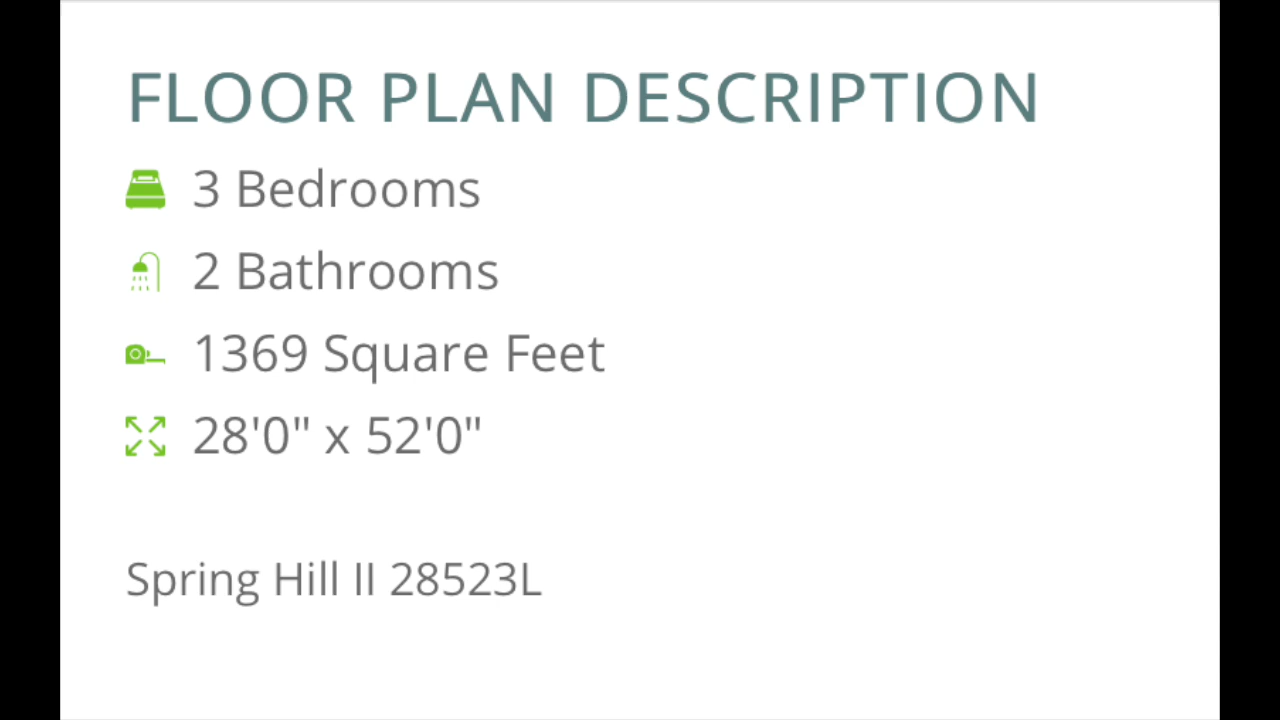 FLOOR PLAN DESCRIPTION
3 Bedrooms
2 Bathrooms
1369 Square Feet
28'0" x 52'0"
Spring Hill II 28523L